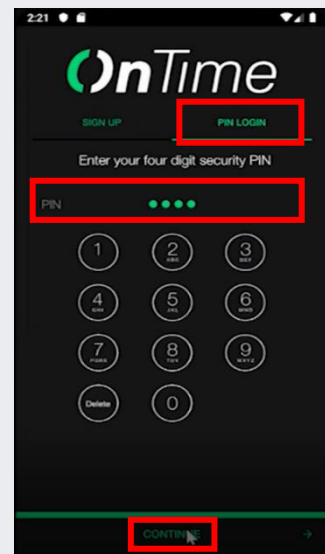 2:21
OnTime
SIGN UP PIN LOGIN
Enter your four digit security PIN
PIN ●●●●
1 2 ABC 3 DEF
4 GHI 5 JKL 6 MNO
7 PQRS 8 TUV 9 WXYZ
Delete 0
CONTINUE →